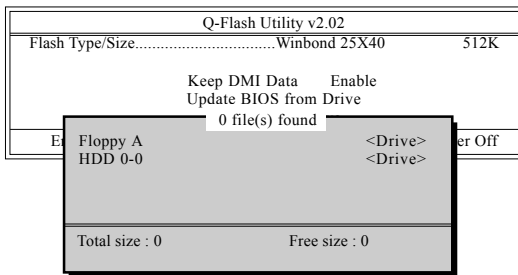 Q-Flash Utility v2.02
Flash Type/Size.................................Winbond 25X40 512K
Keep DMI Data Enable
Update BIOS from Drive
0 file(s) found
Floppy A <Drive>
HDD 0-0 <Drive>
Total size : 0 Free size : 0